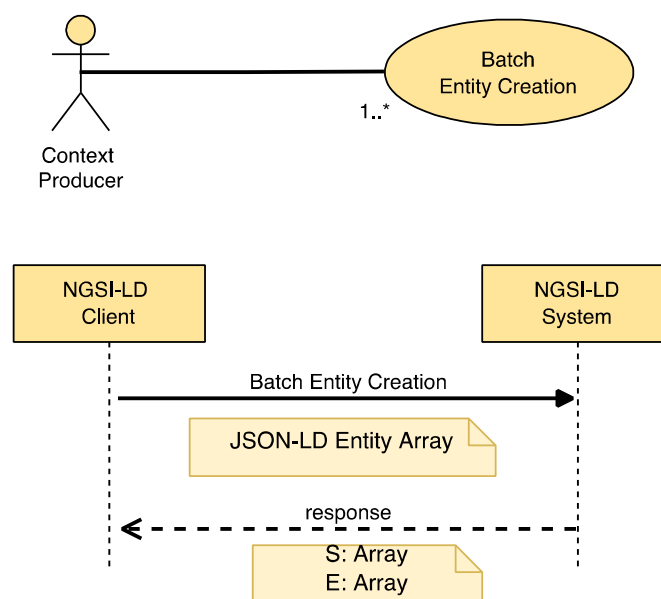 Batch
Entity Creation
1..*
Context
Producer
NGSI-LD
Client
NGSI-LD
System
Batch Entity Creation
JSON-LD Entity Array
response
S: Array
E: Array